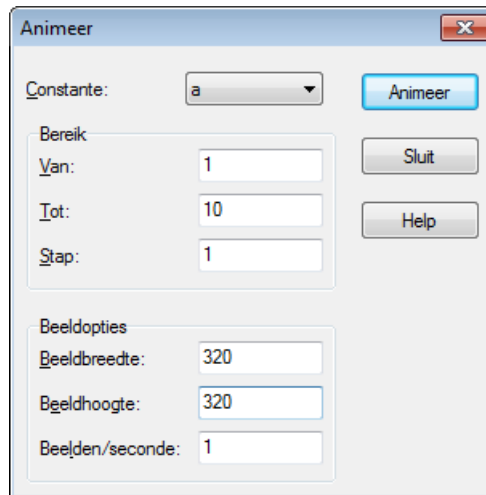 Animeer
Constante: a
Animeer
Bereik
Van: 1
Sluit
Tot: 10
Help
Stap: 1
Beeldopties
Beeldbreedte: 320
Beeldhoogte: 320
Beelden/seconde: 1